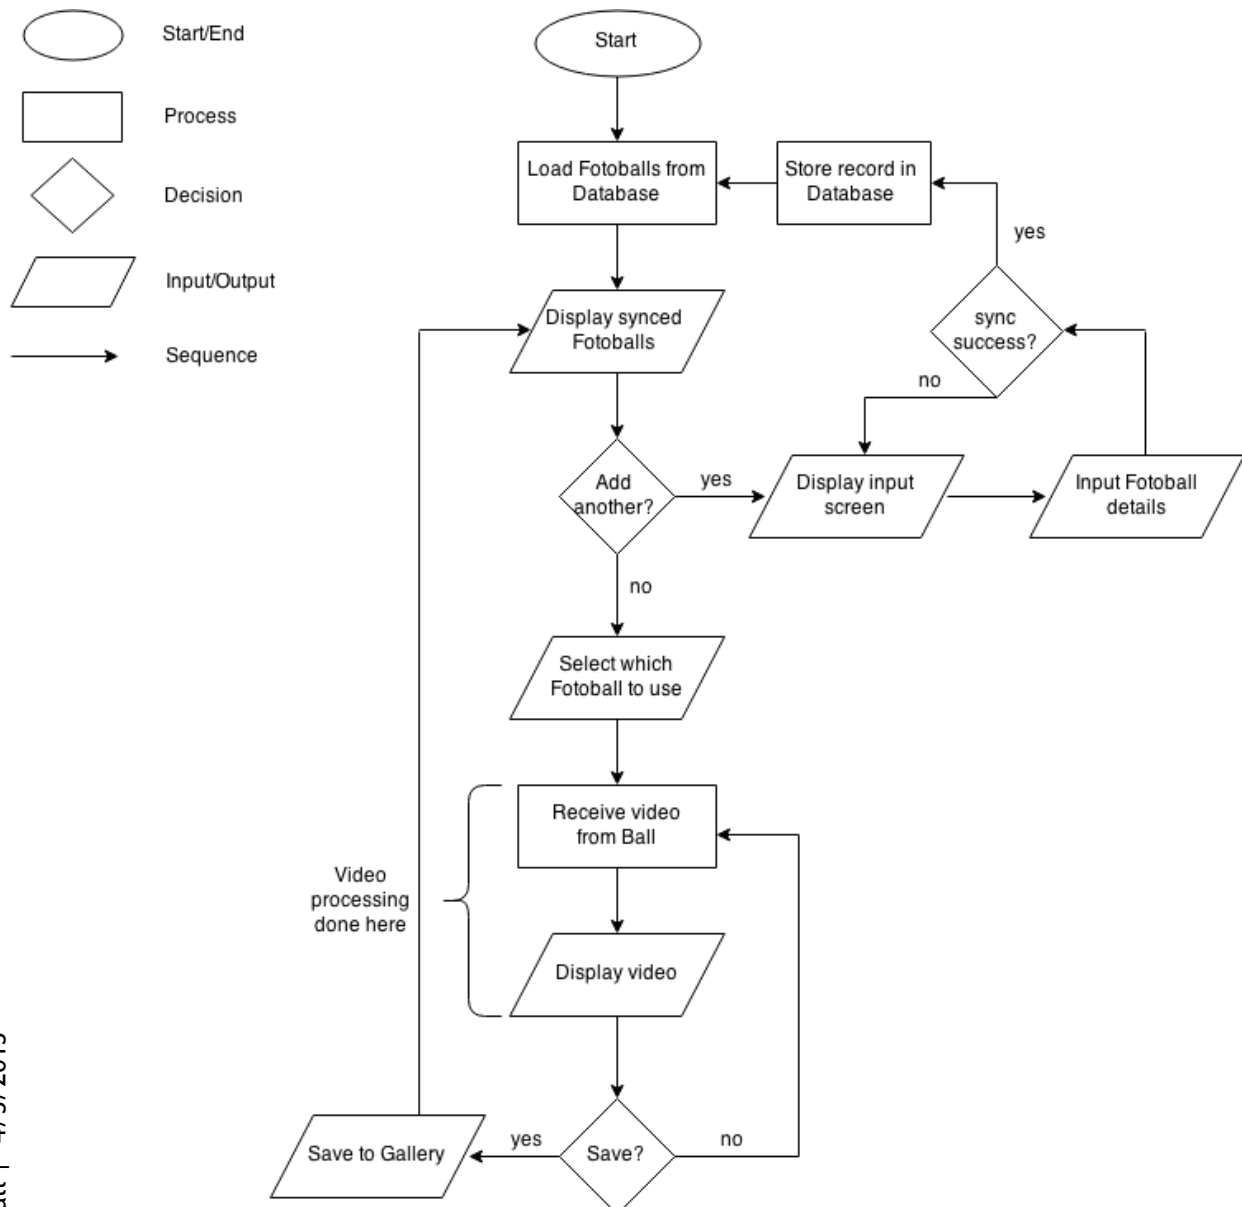 Start/End
Process
Decision
Input/Output
Sequence
Start
Load Fotoballs from
Database
Store record in
Database
yes
sync
success?
no
Display synced
Fotoballs
Add
another?
yes
Display input
screen
Input Fotoball
details
no
Select which
Fotoball to use
Receive video
from Ball
Video
processing
done here
Display video
Save?
yes
no
Save to Gallery